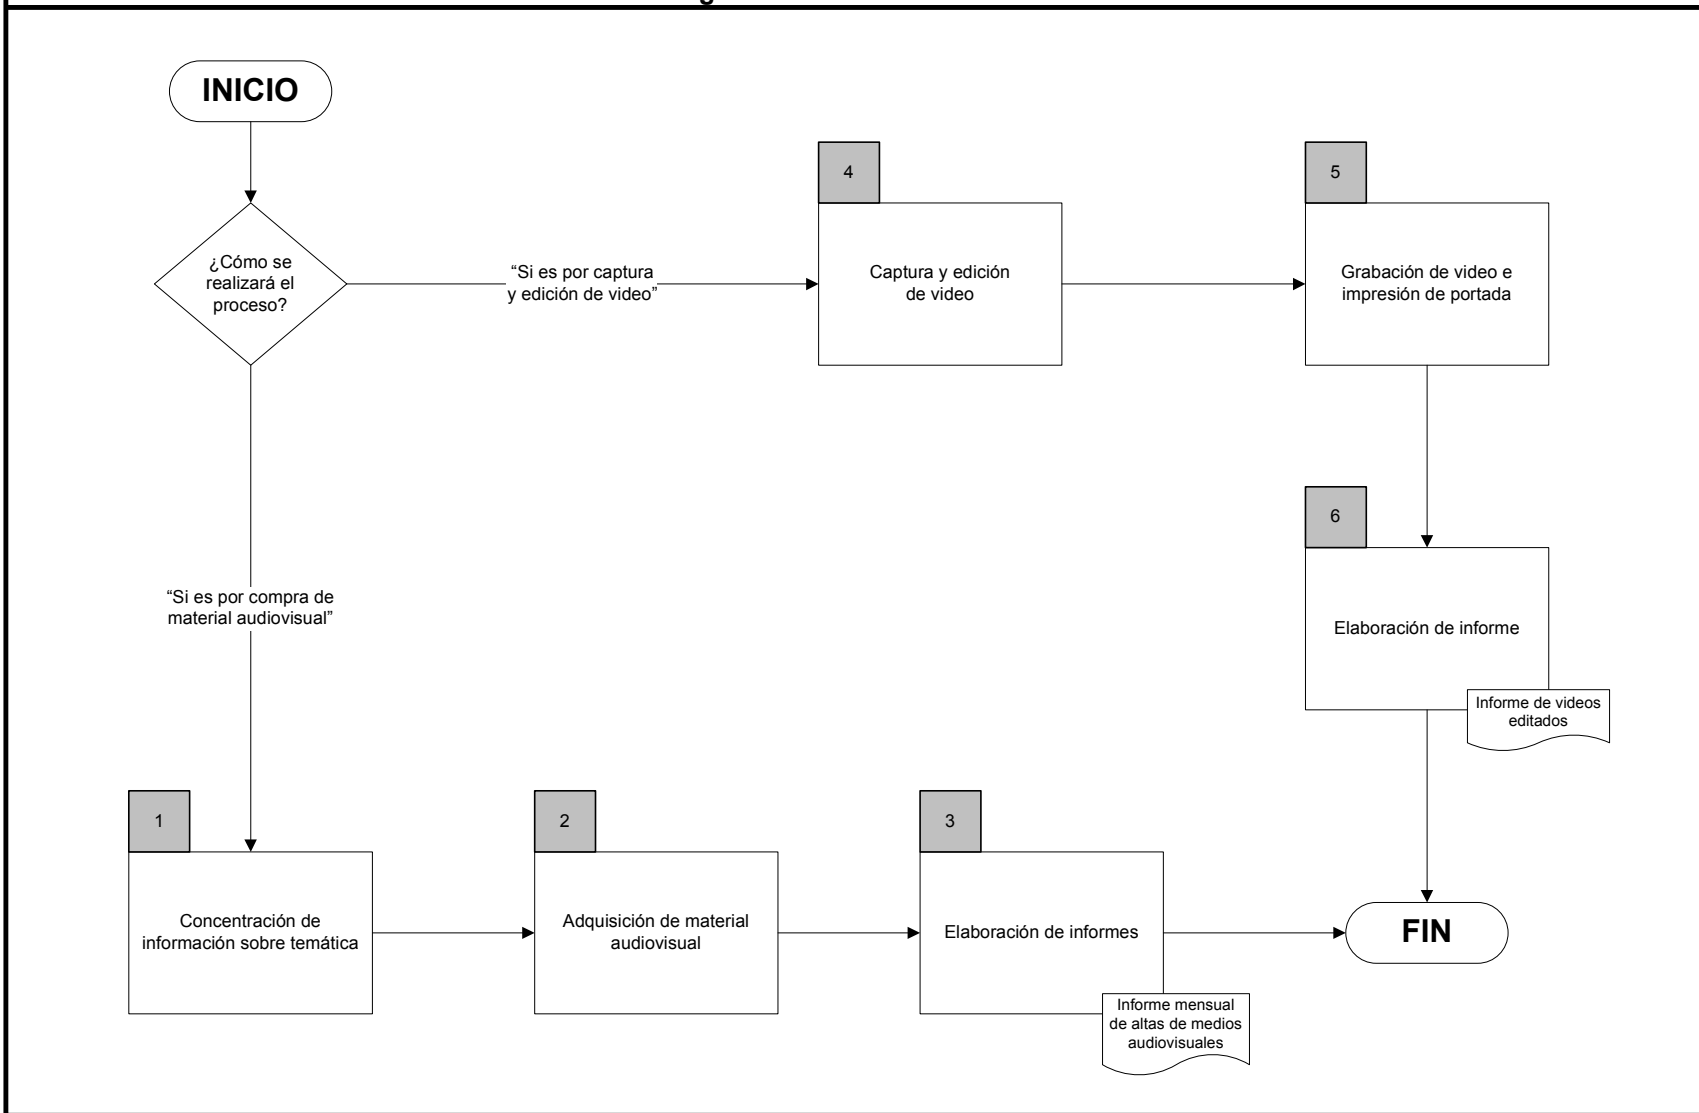 INICIO
4
5
¿Cómo se
realizará el
proceso?
“Si es por captura
y edición de video”
Captura y edición
de video
Grabación de video e
impresión de portada
6
“Si es por compra de
material audiovisual”
Elaboración de informe
Informe de videos
editados
1
2
3
Concentración de
información sobre temática
Adquisición de material
audiovisual
Elaboración de informes
FIN
Informe mensual
de altas de medios
audiovisuales